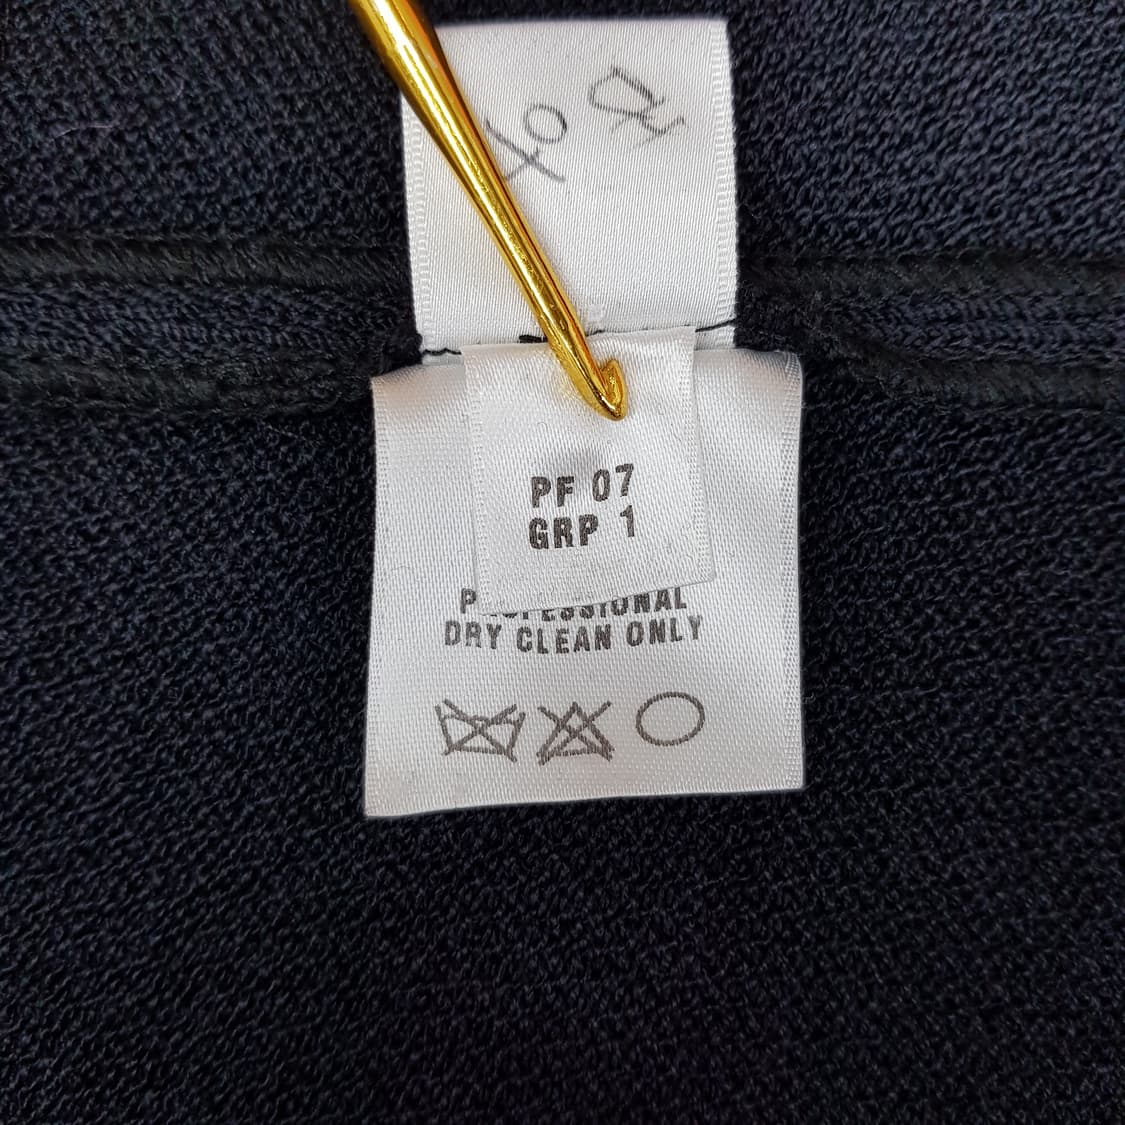 PF 07
GRP 1
PROFESSIONAL
DRY CLEAN ONLY